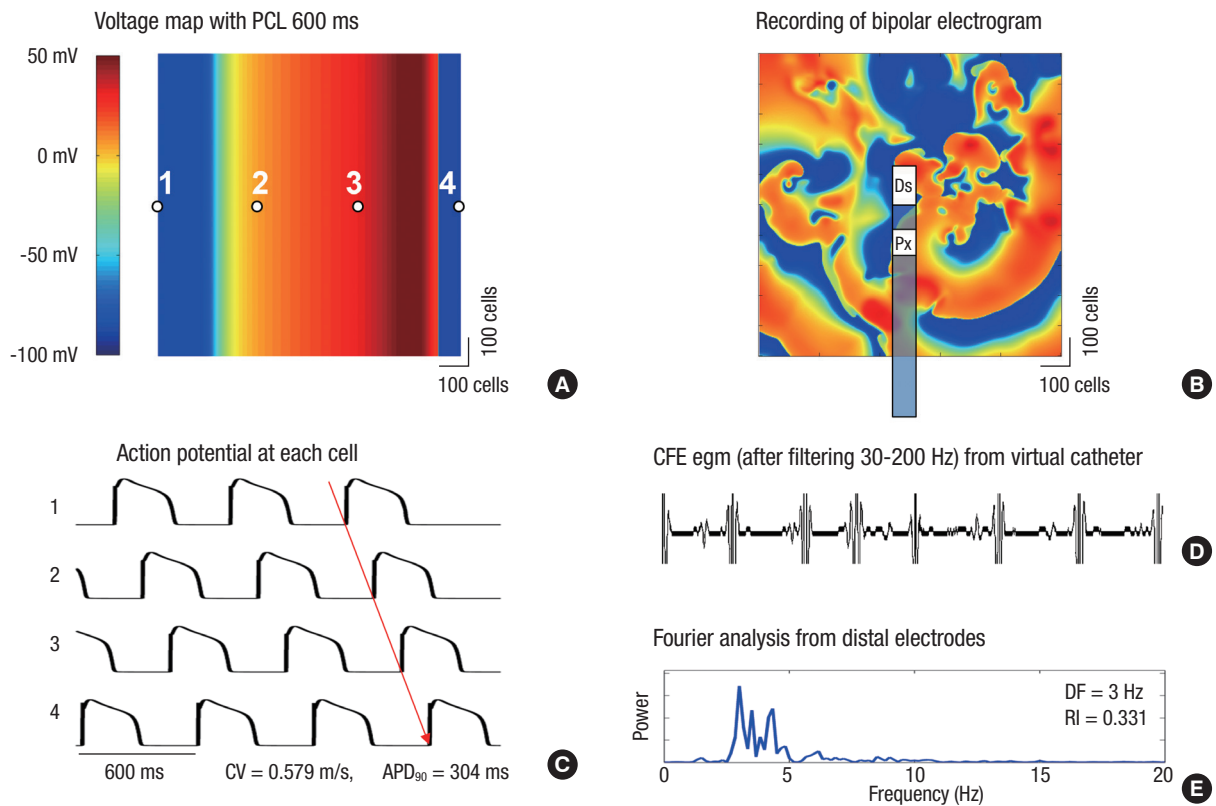 Voltage map with PCL 600 ms
50 mV
0 mV
-50 mV
-100 mV
1
2
3
4
100 cells
100 cells
A
Recording of bipolar electrogram
Ds
Px
100 cells
100 cells
B
Action potential at each cell
1
2
3
4
600 ms
CV = 0.579 m/s,
APD₉₀ = 304 ms
C
CFE egm (after filtering 30-200 Hz) from virtual catheter
D
Fourier analysis from distal electrodes
Power
DF = 3 Hz
RI = 0.331
0
5
10
15
20
Frequency (Hz)
E